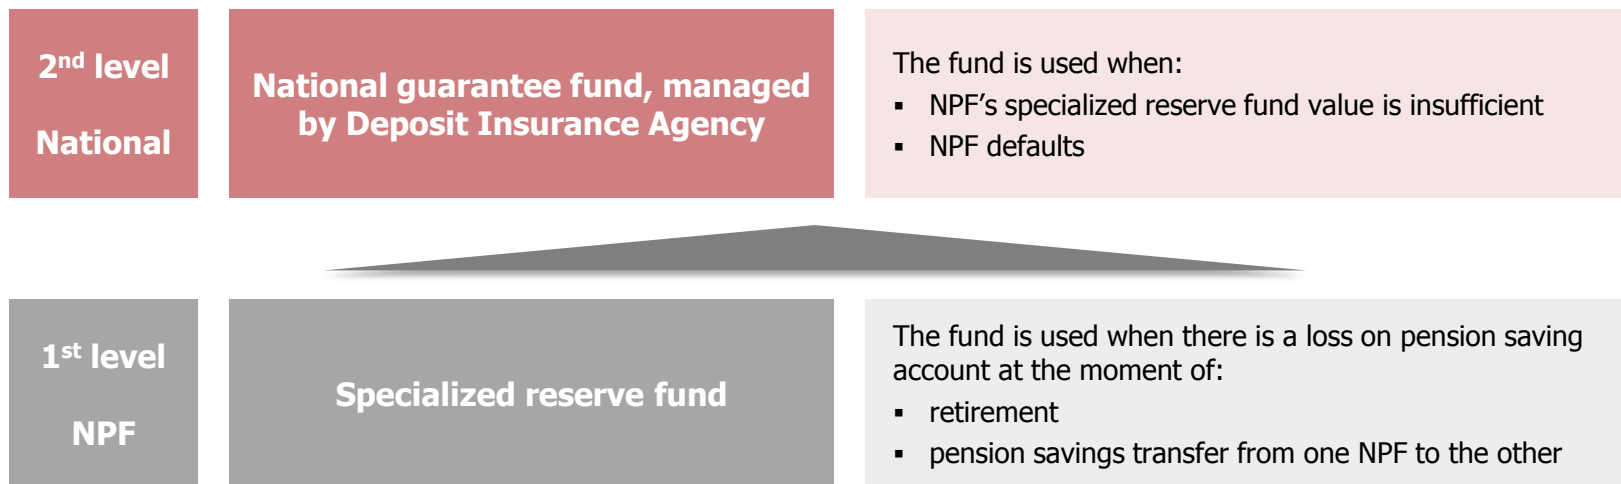 2nd level
National
National guarantee fund, managed
by Deposit Insurance Agency
The fund is used when:
▪ NPF’s specialized reserve fund value is insufficient
▪ NPF defaults
1st level
NPF
Specialized reserve fund
The fund is used when there is a loss on pension saving
account at the moment of:
▪ retirement
▪ pension savings transfer from one NPF to the other